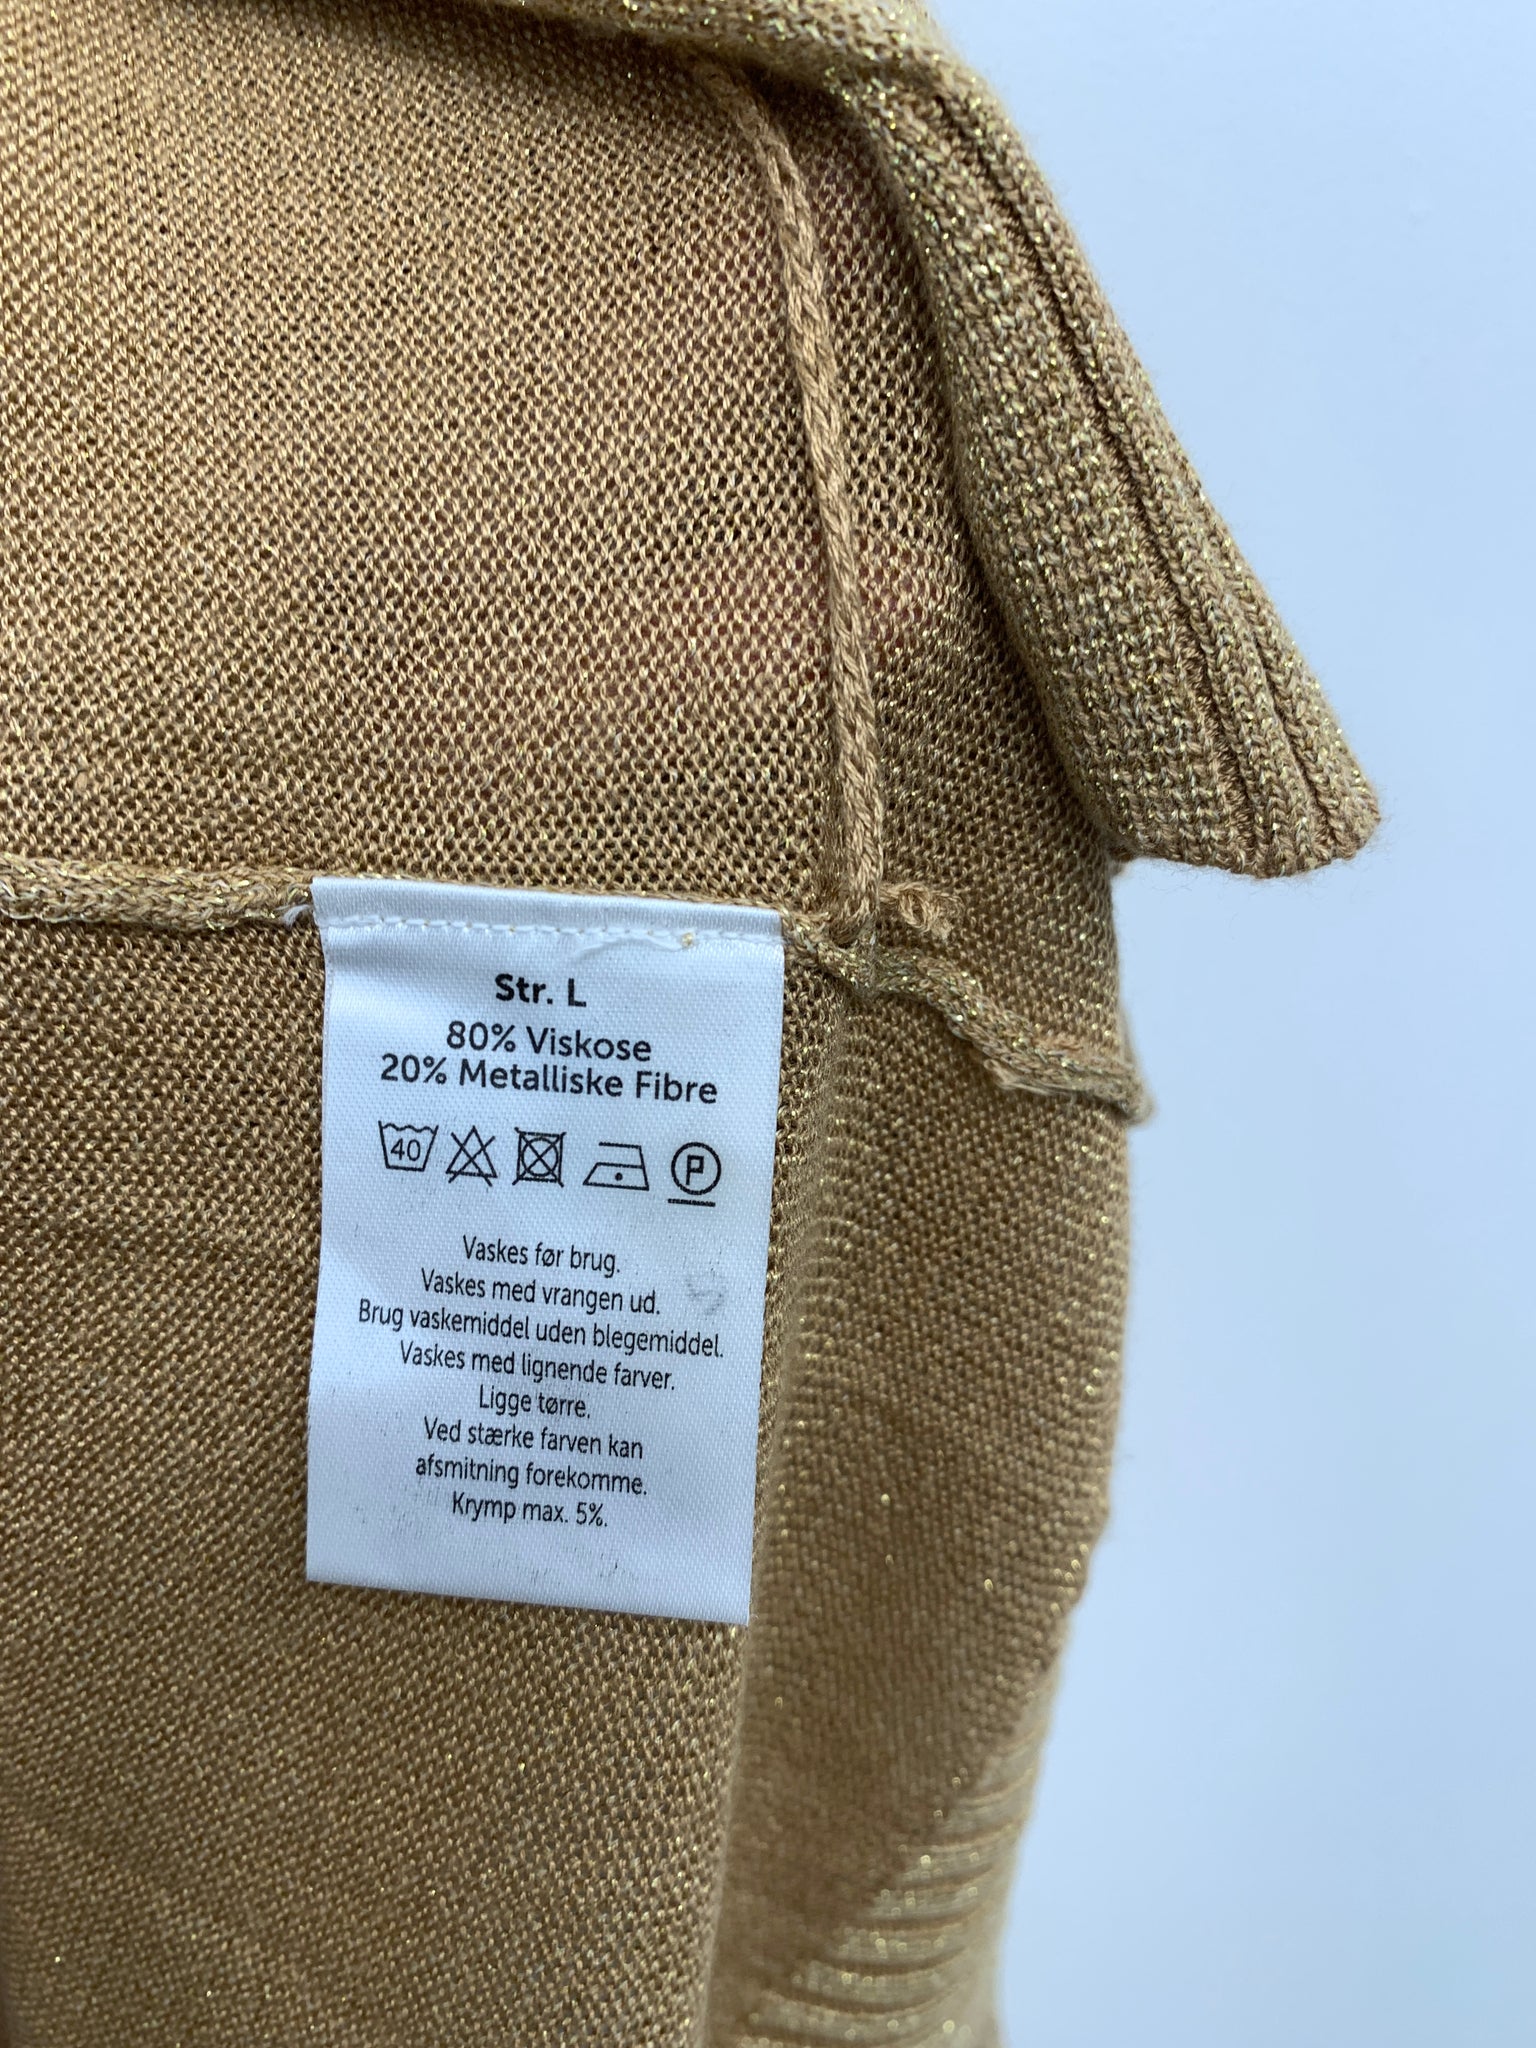 Str. L
80% Viskose
20% Metalliske Fibre
40 P
Vaskes før brug.
Vaskes med vrangen ud.
Brug vaskemiddel uden blegemiddel.
Vaskes med lignende farver.
Ligge tørre.
Ved stærke farven kan
afsmitning forekomme.
Krymp max. 5%.